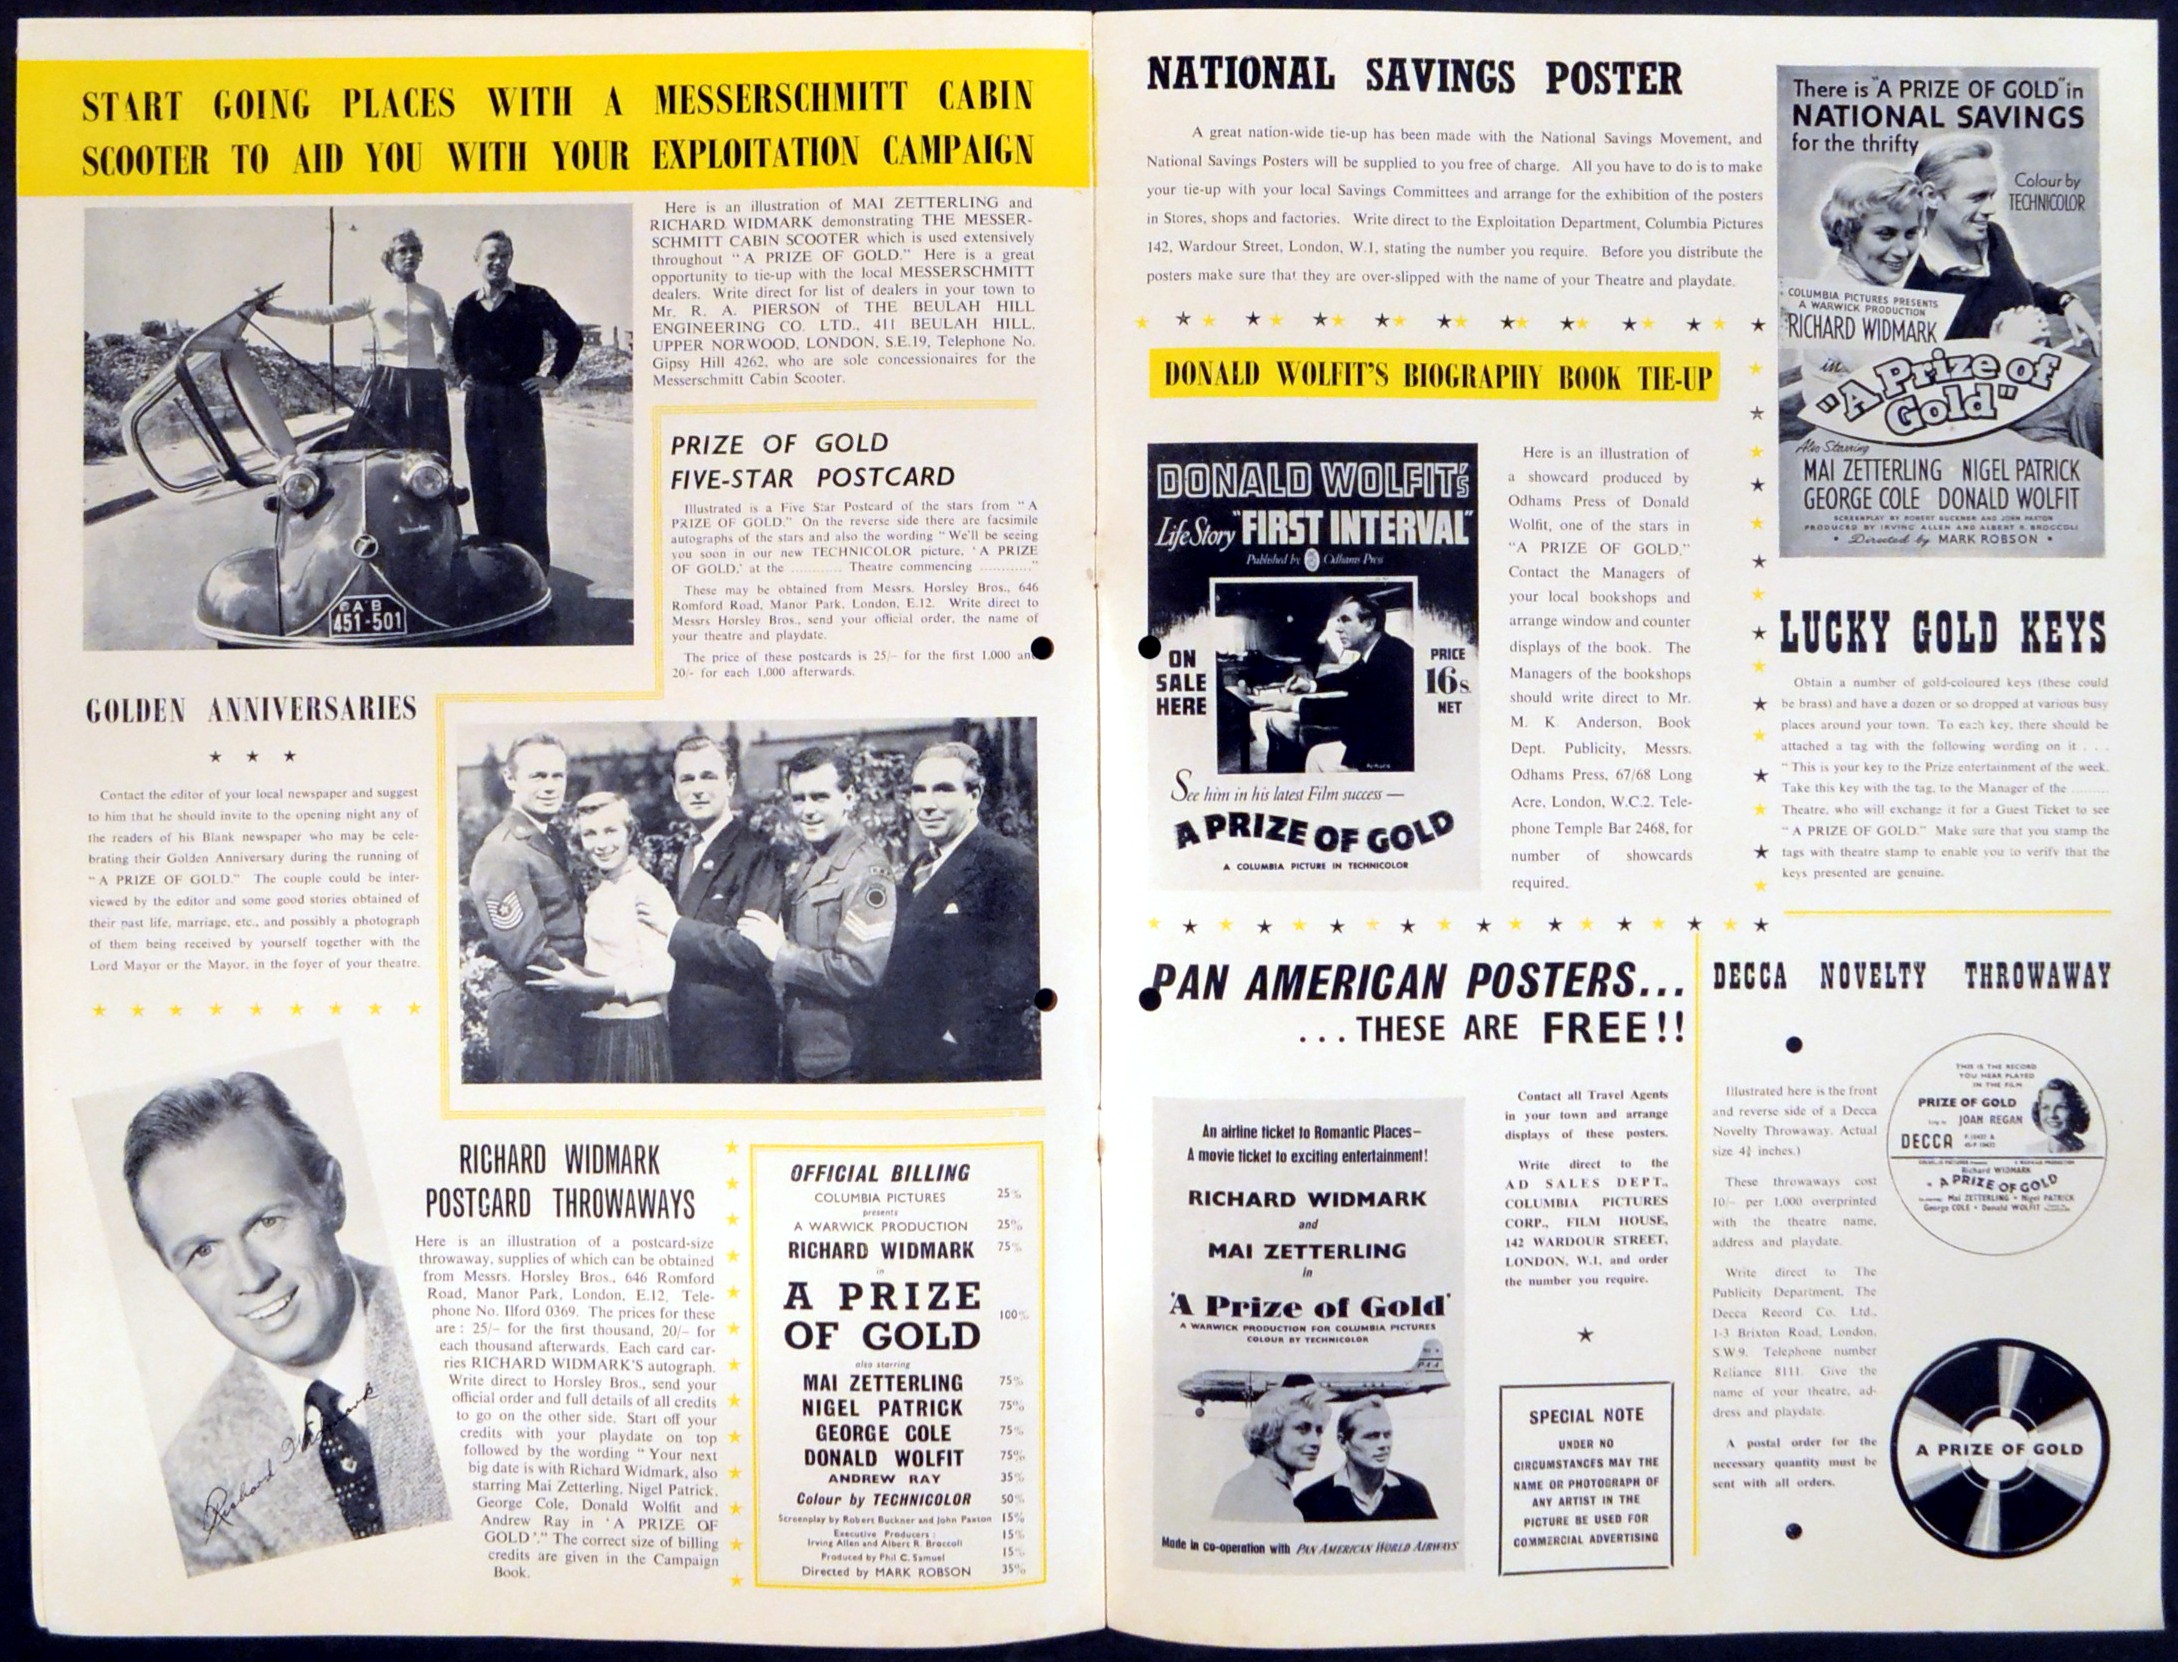 START GOING PLACES WITH A MESSERSCHMITT CABIN
SCOOTER TO AID YOU WITH YOUR EXPLOITATION CAMPAIGN
Here is an illustration of MAI ZETTERLING and
RICHARD WIDMARK demonstrating THE MESSER-
SCHMITT CABIN SCOOTER which is used extensively
throughout "A PRIZE OF GOLD." Here is a great
opportunity to tie-up with the local MESSERSCHMITT
dealers. Write direct for list of dealers in your town to
Mr. R. A. PIERSON of THE BEULAH HILL
ENGINEERING CO. LTD., 411 BEULAH HILL,
UPPER NORWOOD, LONDON, S.E.19, Telephone No.
Gipsy Hill 4262, who are sole concessionaires for the
Messerschmitt Cabin Scooter.
AB
451-501
PRIZE OF GOLD
FIVE-STAR POSTCARD
Illustrated is a Five Star Postcard of the stars from "A
PRIZE OF GOLD." On the reverse side there are facsimile
autographs of the stars and also the wording "We'll be seeing
you soon in our new TECHNICOLOR picture, 'A PRIZE
OF GOLD,' at the ............ Theatre commencing ............"
These may be obtained from Messrs. Horsley Bros., 646
Romford Road, Manor Park, London, E.12. Write direct to
Messrs Horsley Bros., send your official order, the name of
your theatre and playdate.
The price of these postcards is 25/- for the first 1,000 an
20/- for each 1,000 afterwards.
GOLDEN ANNIVERSARIES
Contact the editor of your local newspaper and suggest
to him that he should invite to the opening night any of
the readers of his Blank newspaper who may be cele-
brating their Golden Anniversary during the running of
"A PRIZE OF GOLD." The couple could be inter-
viewed by the editor and some good stories obtained of
their past life, marriage, etc., and possibly a photograph
of them being received by yourself together with the
Lord Mayor or the Mayor, in the foyer of your theatre.
Richard Widmark
RICHARD WIDMARK
POSTCARD THROWAWAYS
Here is an illustration of a postcard-size
throwaway, supplies of which can be obtained
from Messrs. Horsley Bros., 646 Romford
Road, Manor Park, London, E.12, Tele-
phone No. Ilford 0369. The prices for these
are : 25/- for the first thousand, 20/- for
each thousand afterwards. Each card car-
ries RICHARD WIDMARK'S autograph.
Write direct to Horsley Bros., send your
official order and full details of all credits
to go on the other side. Start off your
credits with your playdate on top
followed by the wording "Your next
big date is with Richard Widmark, also
starring Mai Zetterling, Nigel Patrick,
George Cole, Donald Wolfit and
Andrew Ray in 'A PRIZE OF
GOLD'." The correct size of billing
credits are given in the Campaign
Book.
OFFICIAL BILLING
COLUMBIA PICTURES 25%
presents
A WARWICK PRODUCTION 25%
RICHARD WIDMARK 75%
in
A PRIZE
OF GOLD 100%
also starring
MAI ZETTERLING 75%
NIGEL PATRICK 75%
GEORGE COLE 75%
DONALD WOLFIT 75%
ANDREW RAY 35%
Colour by TECHNICOLOR 50%
Screenplay by Robert Buckner and John Paxton 15%
Executive Producers : 15%
Irving Allen and Albert R. Broccoli
Produced by Phil C. Samuel 15%
Directed by MARK ROBSON 35%
NATIONAL SAVINGS POSTER
A great nation-wide tie-up has been made with the National Savings Movement, and
National Savings Posters will be supplied to you free of charge. All you have to do is to make
your tie-up with your local Savings Committees and arrange for the exhibition of the posters
in Stores, shops and factories. Write direct to the Exploitation Department, Columbia Pictures
142, Wardour Street, London, W.1, stating the number you require. Before you distribute the
posters make sure that they are over-slipped with the name of your Theatre and playdate.
There is "A PRIZE OF GOLD" in
NATIONAL SAVINGS
for the thrifty
Colour by
TECHNICOLOR
COLUMBIA PICTURES PRESENTS
A WARWICK PRODUCTION
RICHARD WIDMARK
in
"A Prize of
Gold"
Also Starring
MAI ZETTERLING · NIGEL PATRICK
GEORGE COLE · DONALD WOLFIT
SCREENPLAY BY ROBERT BUCKNER AND JOHN PAXTON
PRODUCED BY IRVING ALLEN AND ALBERT R. BROCCOLI
• Directed by MARK ROBSON •
DONALD WOLFIT'S BIOGRAPHY BOOK TIE-UP
DONALD WOLFIT's
Life Story "FIRST INTERVAL"
Published by Odhams Press
ON
SALE
HERE
PRICE
16s.
NET
See him in his latest Film success —
A PRIZE OF GOLD
A COLUMBIA PICTURE IN TECHNICOLOR
Here is an illustration of
a showcard produced by
Odhams Press of Donald
Wolfit, one of the stars in
"A PRIZE OF GOLD."
Contact the Managers of
your local bookshops and
arrange window and counter
displays of the book. The
Managers of the bookshops
should write direct to Mr.
M. K. Anderson, Book
Dept. Publicity, Messrs.
Odhams Press, 67/68 Long
Acre, London, W.C.2. Tele-
phone Temple Bar 2468, for
number of showcards
required.
LUCKY GOLD KEYS
Obtain a number of gold-coloured keys (these could
be brass) and have a dozen or so dropped at various busy
places around your town. To each key, there should be
attached a tag with the following wording on it . . .
"This is your key to the Prize entertainment of the week.
Take this key with the tag, to the Manager of the .........
Theatre, who will exchange it for a Guest Ticket to see
"A PRIZE OF GOLD." Make sure that you stamp the
tags with theatre stamp to enable you to verify that the
keys presented are genuine.
PAN AMERICAN POSTERS...
...THESE ARE FREE!!
An airline ticket to Romantic Places—
A movie ticket to exciting entertainment!
RICHARD WIDMARK
and
MAI ZETTERLING
in
'A Prize of Gold'
A WARWICK PRODUCTION FOR COLUMBIA PICTURES
COLOUR BY TECHNICOLOR
PAA
Made in co-operation with PAN AMERICAN WORLD AIRWAYS
Contact all Travel Agents
in your town and arrange
displays of these posters.
Write direct to the
AD SALES DEPT.,
COLUMBIA PICTURES
CORP., FILM HOUSE,
142 WARDOUR STREET,
LONDON, W.1, and order
the number you require.
SPECIAL NOTE
UNDER NO
CIRCUMSTANCES MAY THE
NAME OR PHOTOGRAPH OF
ANY ARTIST IN THE
PICTURE BE USED FOR
COMMERCIAL ADVERTISING
DECCA NOVELTY THROWAWAY
Illustrated here is the front
and reverse side of a Decca
Novelty Throwaway. Actual
size 4¾ inches.)
These throwaways cost
10/- per 1,000 overprinted
with the theatre name,
address and playdate.
Write direct to The
Publicity Department, The
Decca Record Co. Ltd.,
1-3 Brixton Road, London,
S.W.9. Telephone number
Reliance 8111. Give the
name of your theatre, ad-
dress and playdate.
A postal order for the
necessary quantity must be
sent with all orders.
THIS IS THE RECORD
YOU HEAR PLAYED
IN THE FILM
PRIZE OF GOLD
JOAN REGAN
DECCA
Richard WIDMARK
"A PRIZE OF GOLD"
Mai ZETTERLING • Nigel PATRICK
George COLE • Donald WOLFIT
A PRIZE OF GOLD